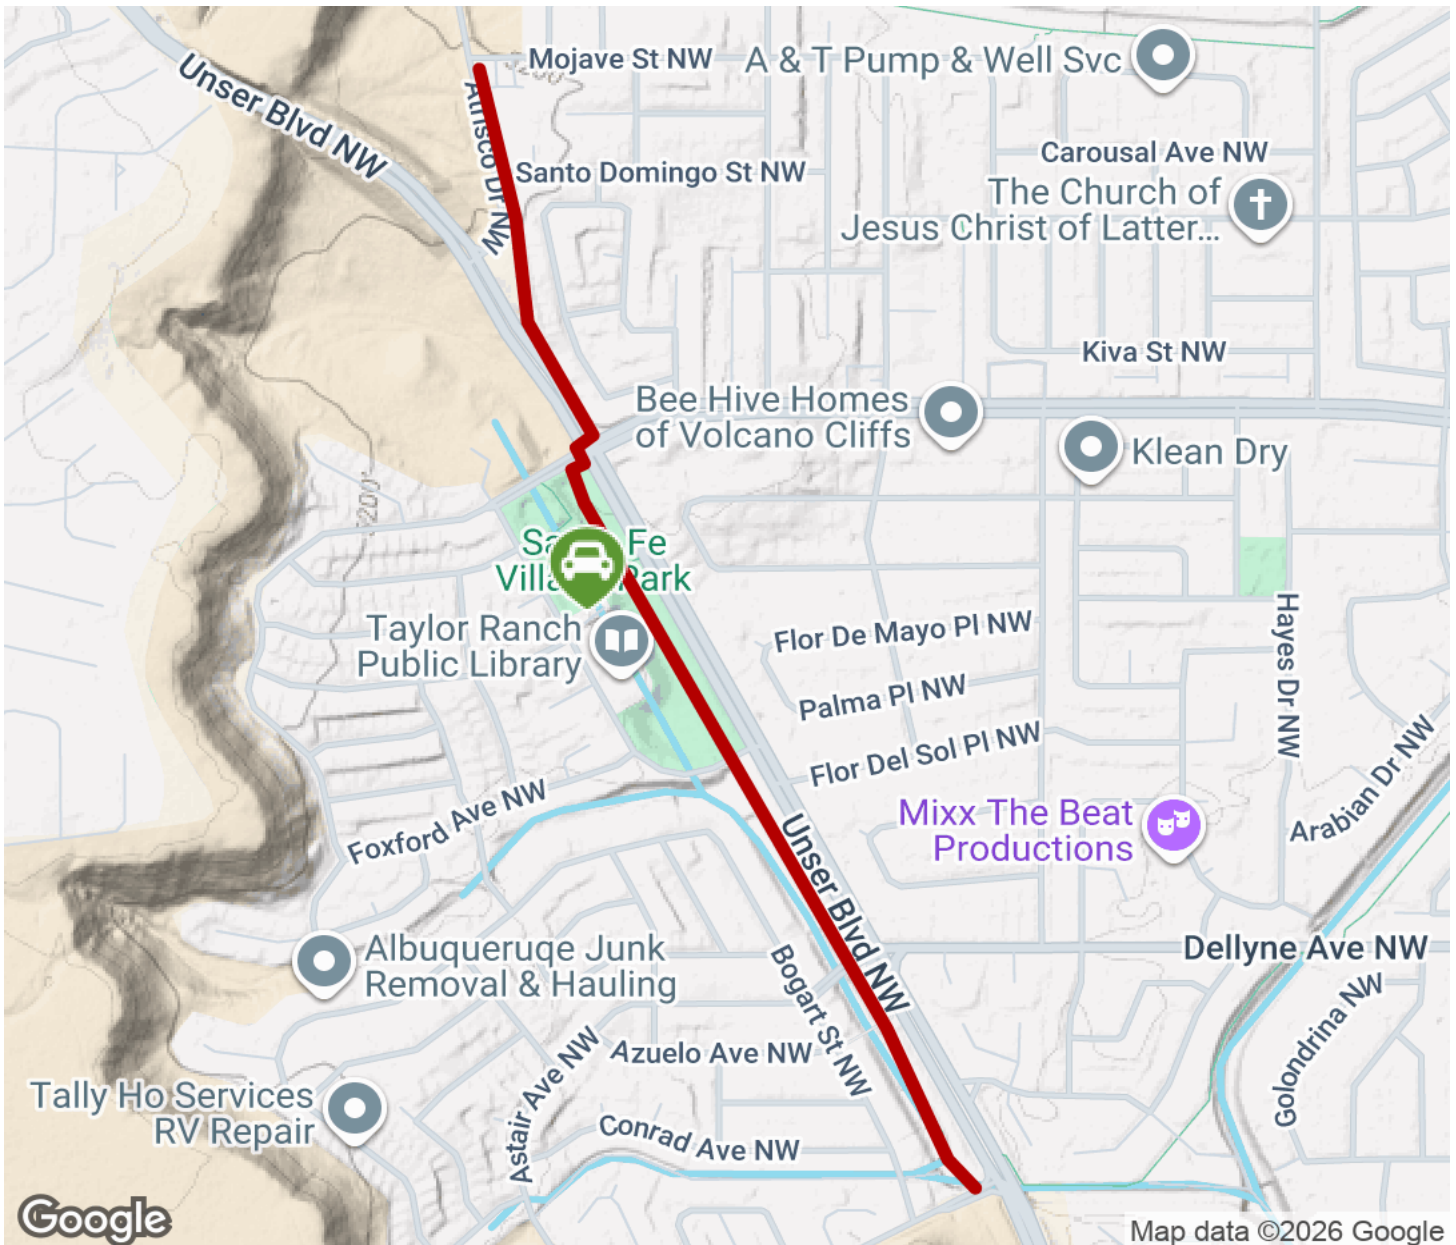 Mojave St NW
A & T Pump & Well Svc
Unser Blvd NW
5200
Atrisco Dr NW
Santo Domingo St NW
Carousal Ave NW
The Church of
Jesus Christ of Latter...
Kiva St NW
Bee Hive Homes
of Volcano Cliffs
Klean Dry
5200
Fe
Park
Taylor Ranch
Public Library
Flor De Mayo Pl NW
Hayes Dr NW
Palma Pl NW
Flor Del Sol Pl NW
Arabian Dr NW
Foxford Ave NW
Mixx The Beat
Productions
Unser Blvd NW
Albuqueruqe Junk
Removal & Hauling
Dellyne Ave NW
Bogart St NW
Golondrina NW
Azuelo Ave NW
Astair Ave NW
Tally Ho Services
RV Repair
Conrad Ave NW
Google
Map data ©2026 Google